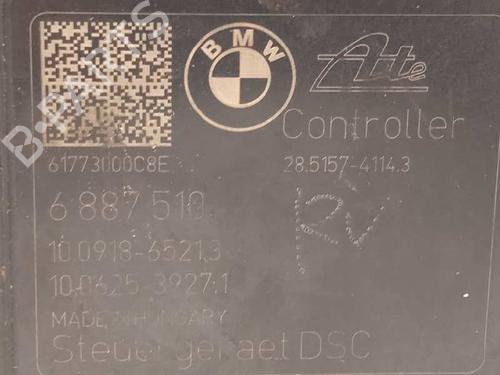 BMW
Ate
Controller
61773000C8E
28.5157-4114.3
6 887 510
10.0918-6521.3
10.0625-3927.1
MADE IN HUNGARY
Steuergeraet DSC
B-PARTS